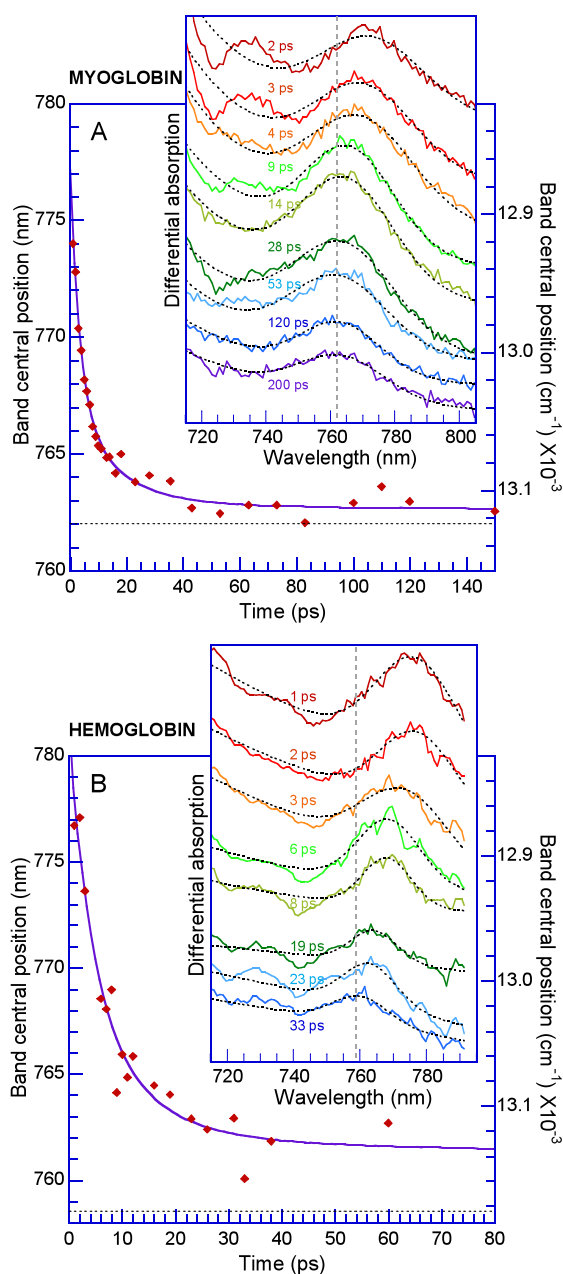 MYOGLOBIN
A
780
775
770
765
760
Band central position (nm)
0 20 40 60 80 100 120 140
Time (ps)
12.9
13.0
13.1
Band central position (cm⁻¹) X10⁻³
Differential absorption
2 ps
3 ps
4 ps
9 ps
14 ps
28 ps
53 ps
120 ps
200 ps
720 740 760 780 800
Wavelength (nm)
HEMOGLOBIN
B
780
775
770
765
760
Band central position (nm)
0 10 20 30 40 50 60 70 80
Time (ps)
12.9
13.0
13.1
Band central position (cm⁻¹) X10⁻³
Differential absorption
1 ps
2 ps
3 ps
6 ps
8 ps
19 ps
23 ps
33 ps
720 740 760 780
Wavelength (nm)